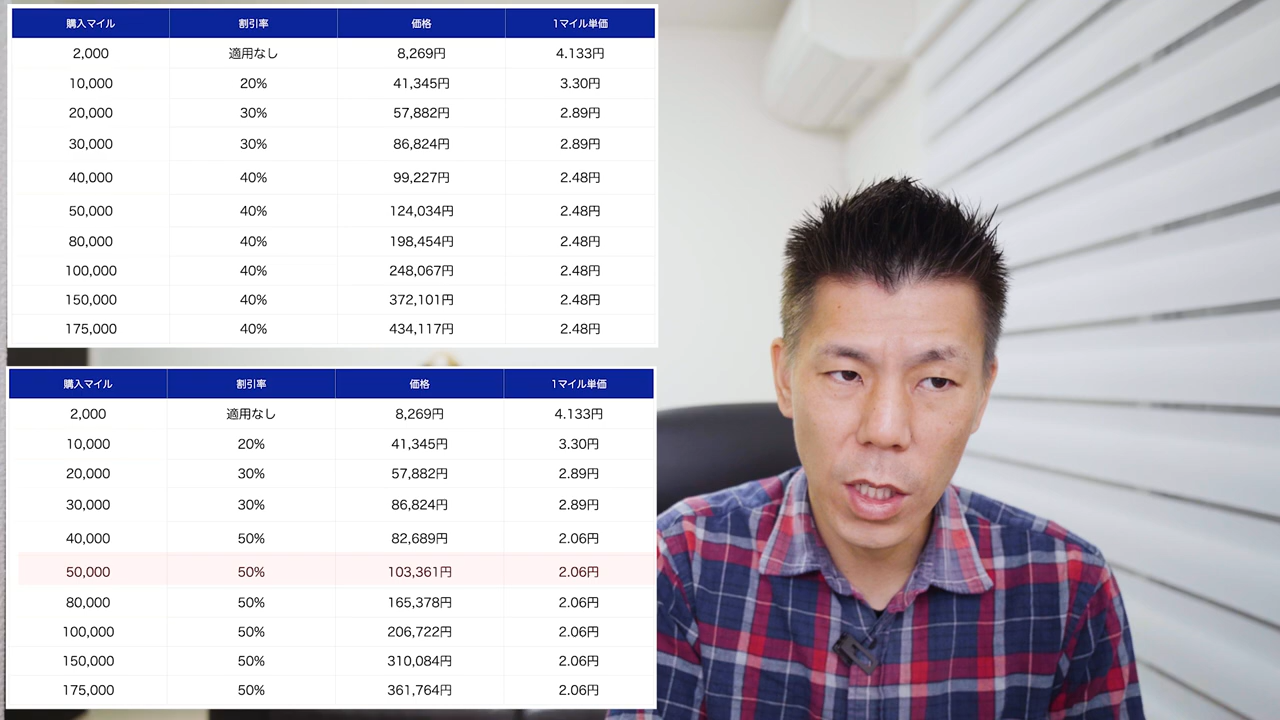 購入マイル 割引率 価格 1マイル単価
2,000 適用なし 8,269円 4.133円
10,000 20% 41,345円 3.30円
20,000 30% 57,882円 2.89円
30,000 30% 86,824円 2.89円
40,000 40% 99,227円 2.48円
50,000 40% 124,034円 2.48円
80,000 40% 198,454円 2.48円
100,000 40% 248,067円 2.48円
150,000 40% 372,101円 2.48円
175,000 40% 434,117円 2.48円
購入マイル 割引率 価格 1マイル単価
2,000 適用なし 8,269円 4.133円
10,000 20% 41,345円 3.30円
20,000 30% 57,882円 2.89円
30,000 30% 86,824円 2.89円
40,000 50% 82,689円 2.06円
50,000 50% 103,361円 2.06円
80,000 50% 165,378円 2.06円
100,000 50% 206,722円 2.06円
150,000 50% 310,084円 2.06円
175,000 50% 361,764円 2.06円